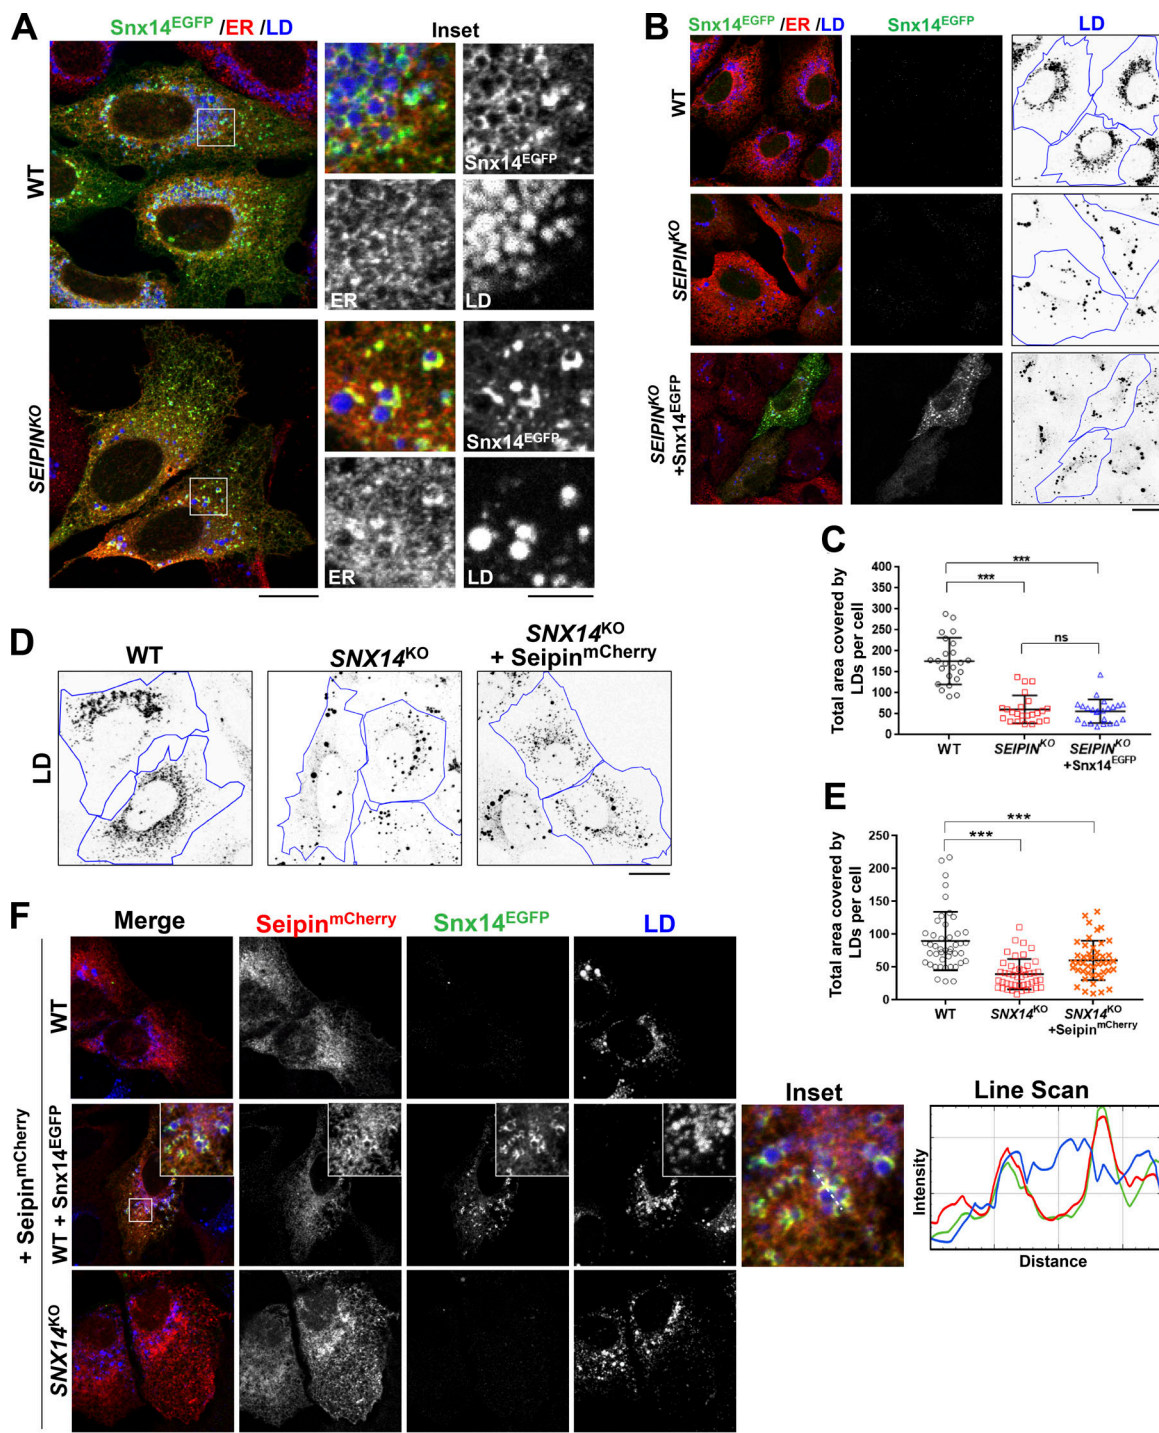 A
Snx14EGFP /ER /LD
Inset
WT
Snx14EGFP
ER
LD
SEIPINKO
Snx14EGFP
ER
LD
B
Snx14EGFP /ER /LD
Snx14EGFP
LD
WT
SEIPINKO
SEIPINKO
+Snx14EGFP
C
Total area covered by
LDs per cell
400
350
300
250
200
150
100
50
0
***
***
ns
WT
SEIPINKO
SEIPINKO
+Snx14EGFP
D
WT
SNX14KO
SNX14KO
+ SeipinmCherry
LD
E
Total area covered by
LDs per cell
250
200
150
100
50
0
***
***
WT
SNX14KO
SNX14KO
+SeipinmCherry
F
Merge
SeipinmCherry
Snx14EGFP
LD
+ SeipinmCherry
WT
WT + Snx14EGFP
SNX14KO
Inset
Line Scan
Intensity
Distance